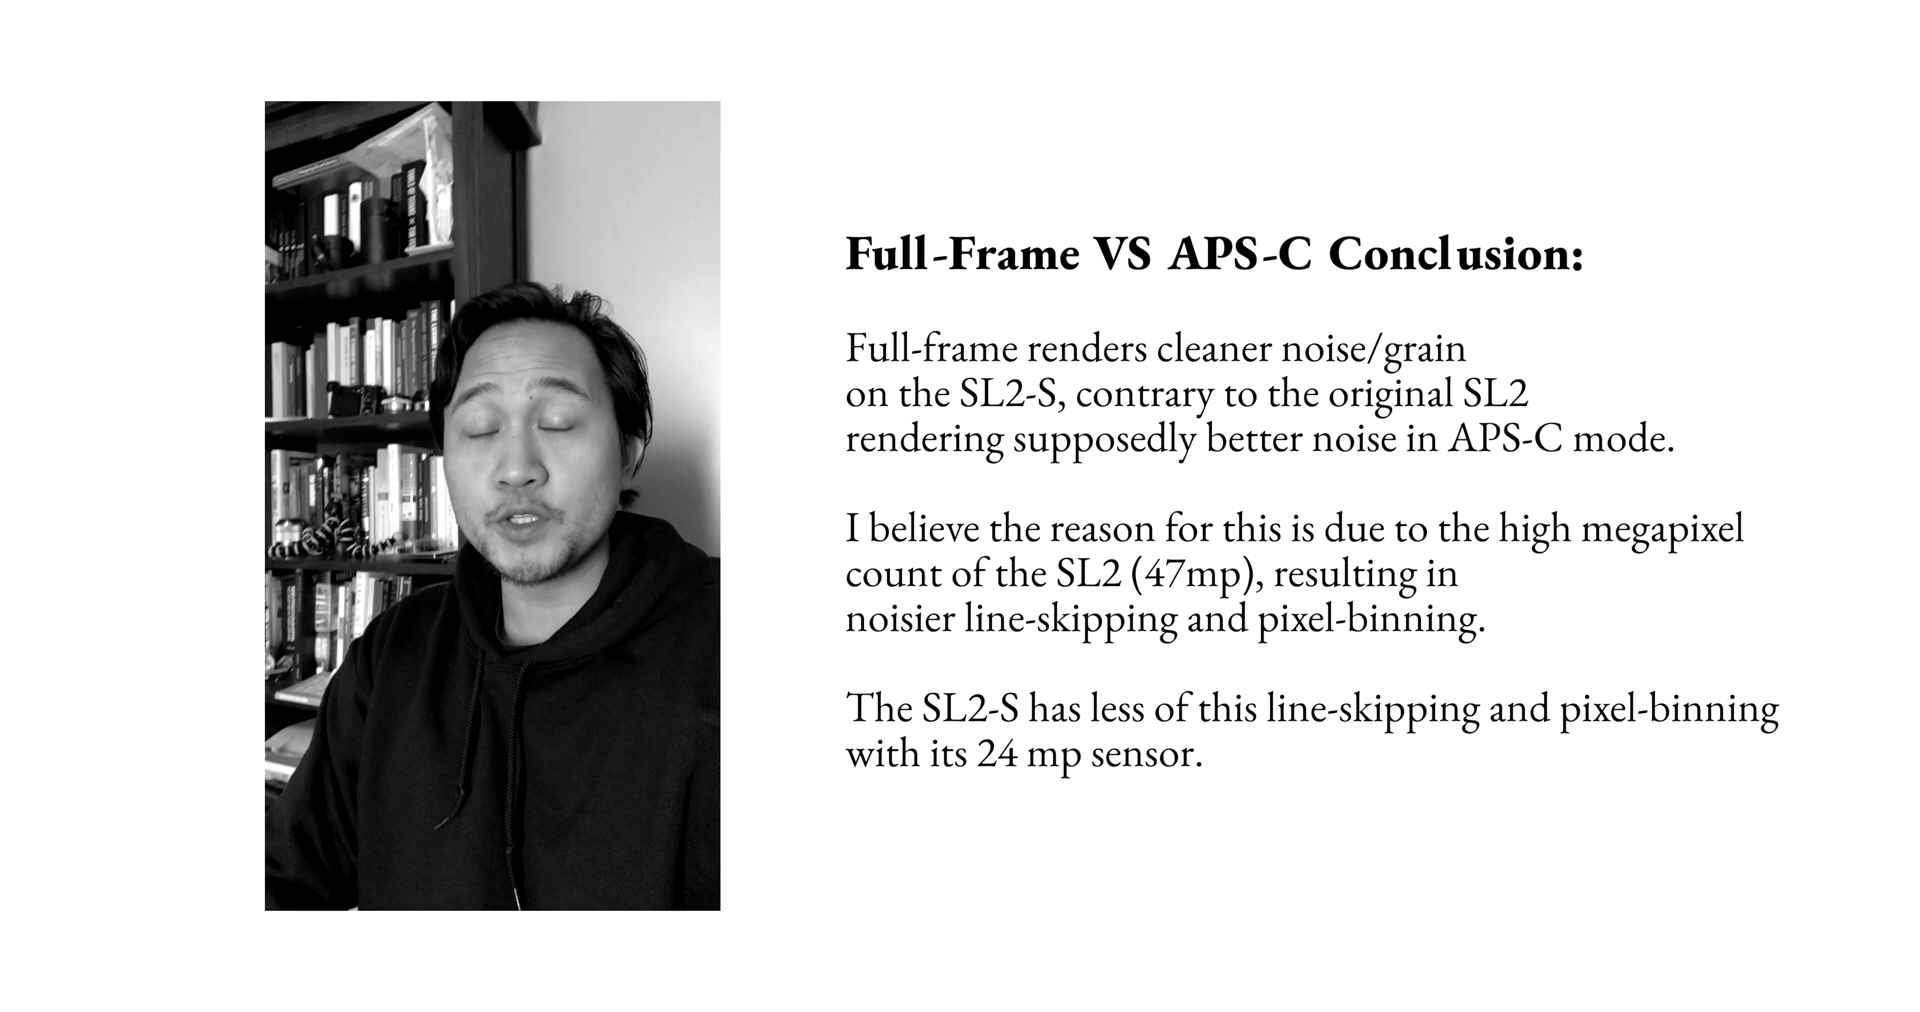 Full-Frame VS APS-C Conclusion:
Full-frame renders cleaner noise/grain
on the SL2-S, contrary to the original SL2
rendering supposedly better noise in APS-C mode.
I believe the reason for this is due to the high megapixel
count of the SL2 (47mp), resulting in
noisier line-skipping and pixel-binning.
The SL2-S has less of this line-skipping and pixel-binning
with its 24 mp sensor.